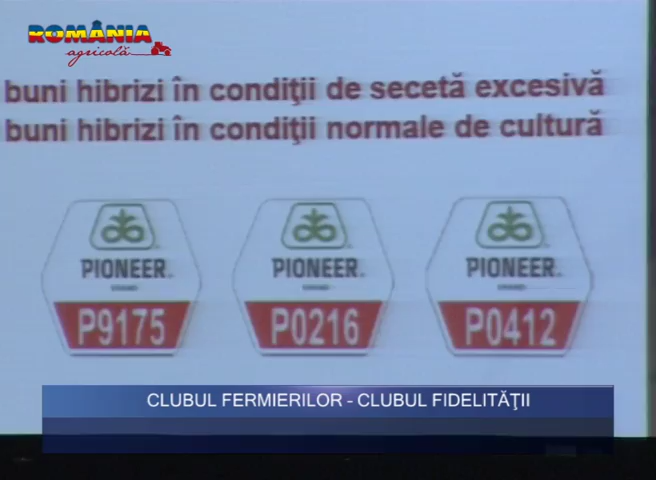 ROMÂNIA
agricolă
buni hibrizi în condiţii de secetă excesivă
buni hibrizi în condiţii normale de cultură
PIONEER
PIONEER
PIONEER
P9175
P0216
P0412
CLUBUL FERMIERILOR - CLUBUL FIDELITĂŢII